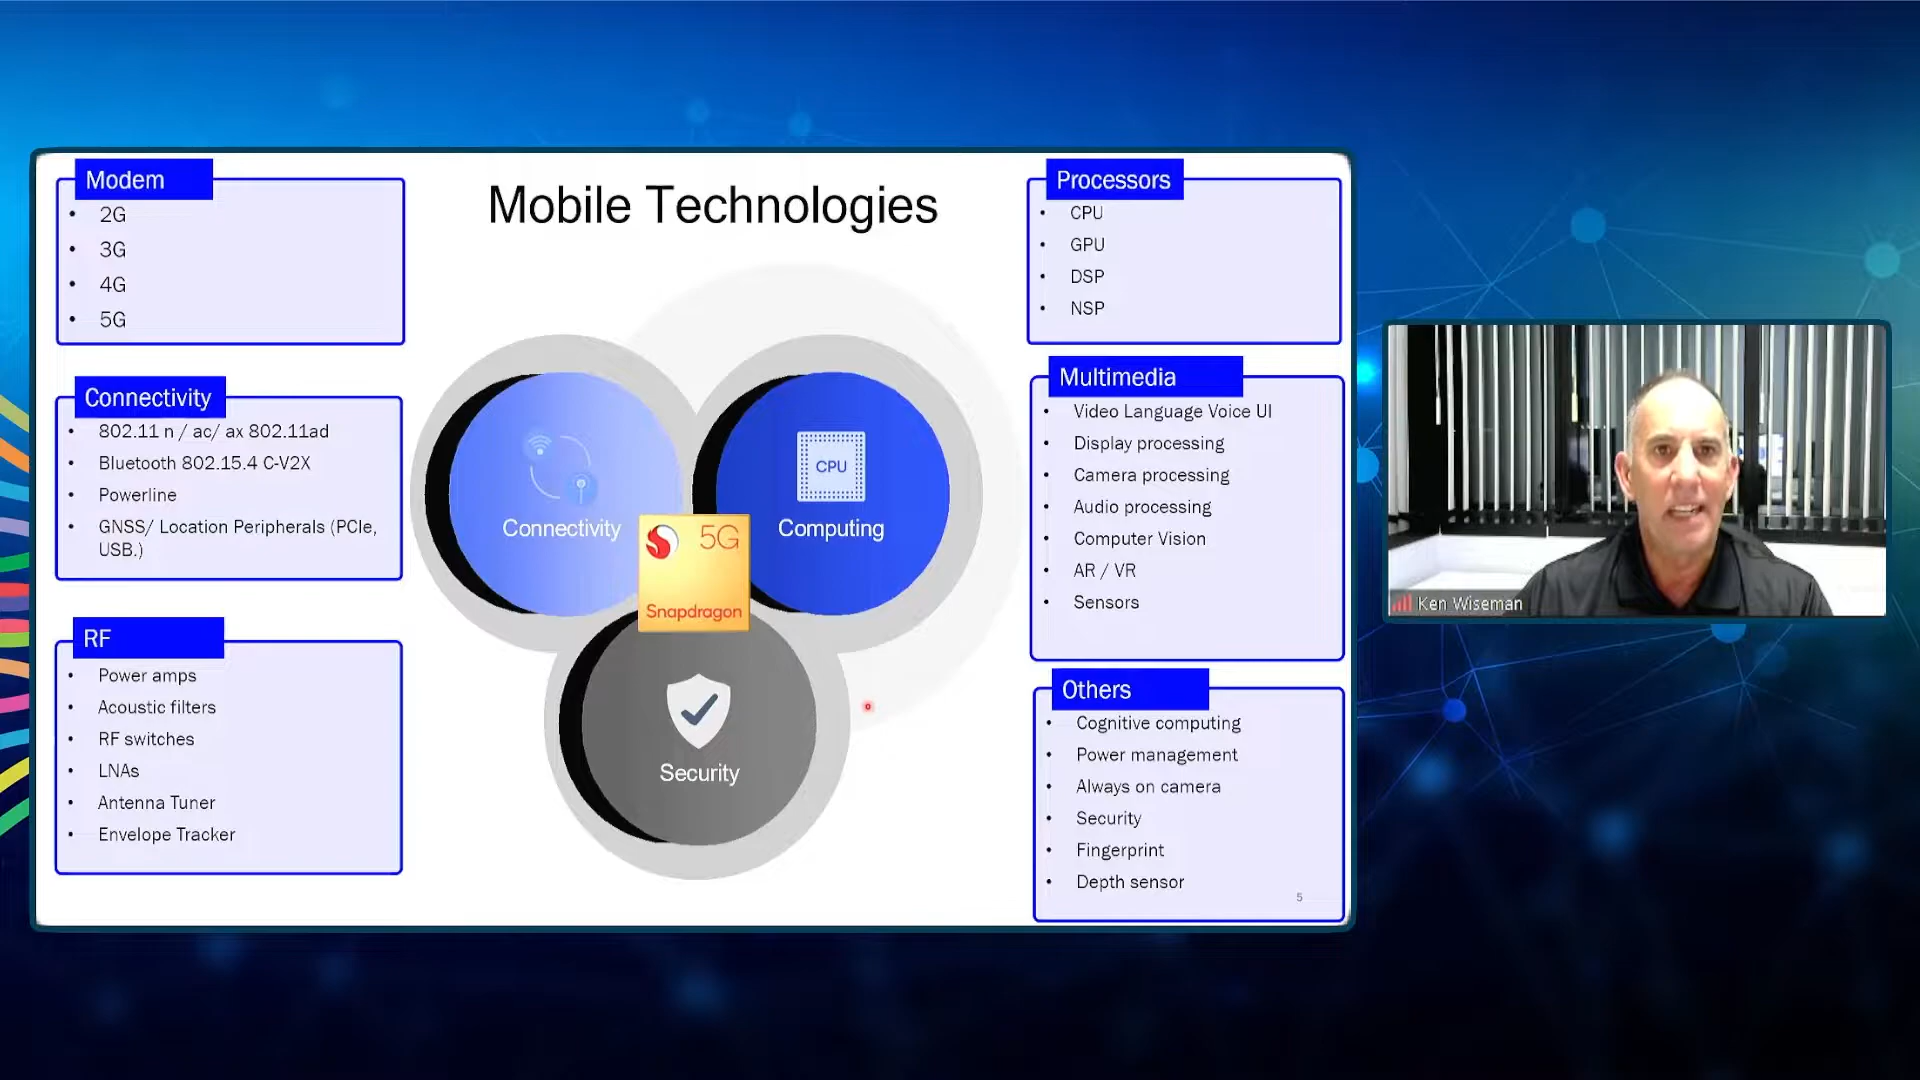 Mobile Technologies
Modem
• 2G
• 3G
• 4G
• 5G
Connectivity
• 802.11 n / ac/ ax 802.11ad
• Bluetooth 802.15.4 C-V2X
• Powerline
• GNSS/ Location Peripherals (PCIe,
USB.)
RF
• Power amps
• Acoustic filters
• RF switches
• LNAs
• Antenna Tuner
• Envelope Tracker
Connectivity
CPU
Computing
5G
Snapdragon
Security
Processors
• CPU
• GPU
• DSP
• NSP
Multimedia
• Video Language Voice UI
• Display processing
• Camera processing
• Audio processing
• Computer Vision
• AR / VR
• Sensors
Others
• Cognitive computing
• Power management
• Always on camera
• Security
• Fingerprint
• Depth sensor
5
Ken Wiseman